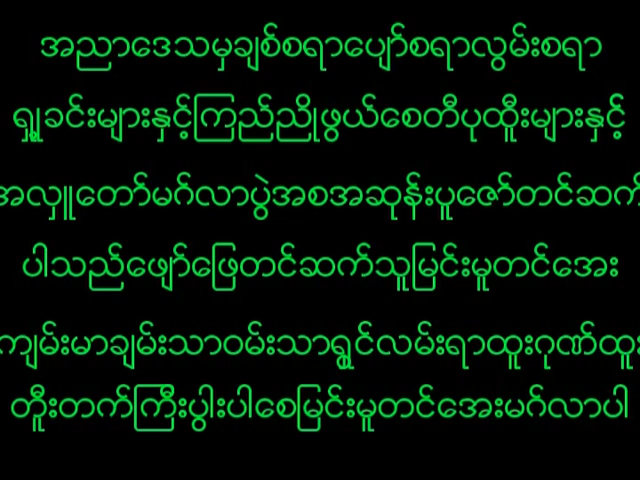 အညာဒေသမှချစ်စရာပျော်စရာလွမ်းစရာ
ရှုခင်းများနှင့်ကြည်ညိုဖွယ်စေတီပုထိူးများနှင့်
အလှူတော်မင်္ဂလာပွဲအစအဆုန်းပူဇော်တင်ဆက်
ပါသည်ဖျော်ဖြေတင်ဆက်သူမြင်းမူတင်အေး
ကျမ်းမာချမ်းသာဝမ်းသာရွှင်လမ်းရာထူးဂုဏ်ထူး
တိူးတက်ကြီးပွါးပါစေမြင်းမူတင်အေးမင်္ဂလာပါ